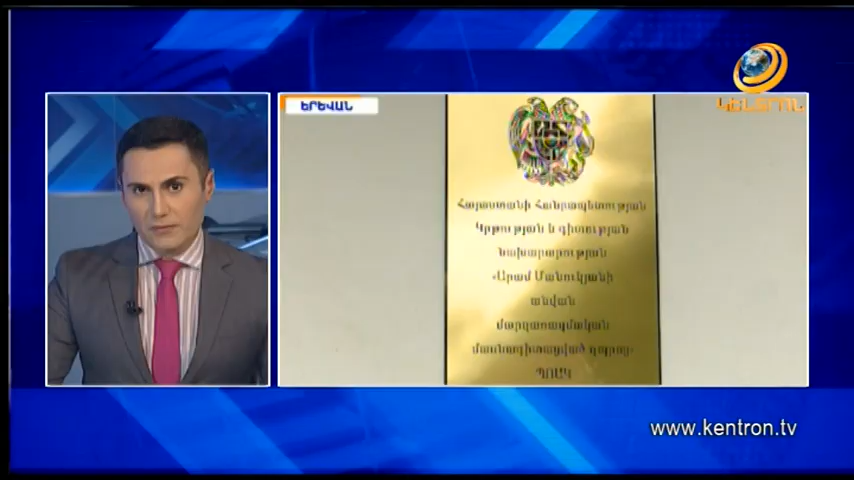 ԵՐԵՎԱՆ
ԿԵՆՏՐՈՆ
Հայաստանի Հանրապետության
Կրթության և գիտության
նախարարության
«Արամ Մանուկյանի
անվան
մարզառազմական
մասնագիտացված դպրոց»
ՊՈԱԿ
www.kentron.tv